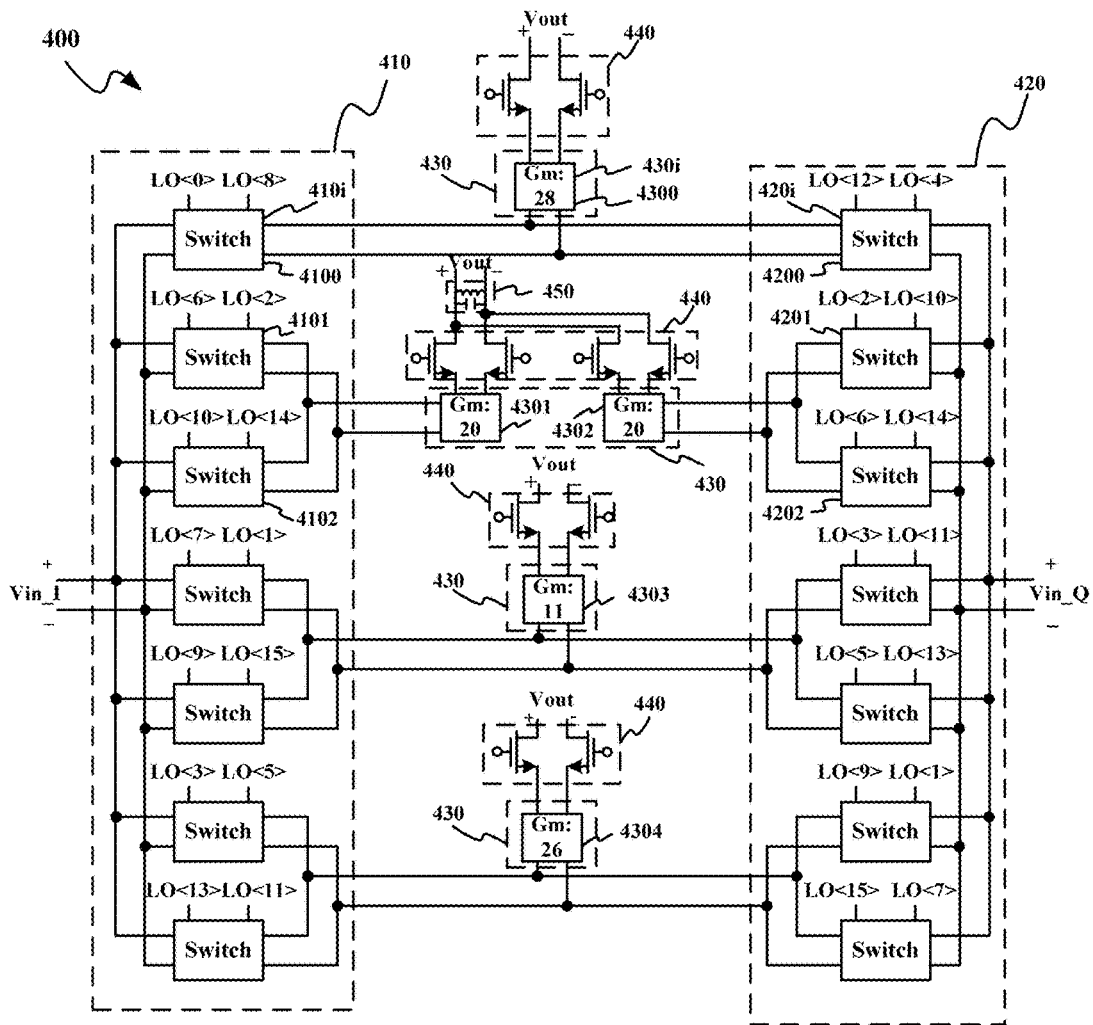 Vout
+ −
400
440
410
420
430
Gm:
28
430i
4300
LO<0> LO<8>
410i
Switch
4100
LO<12> LO<4>
420i
Switch
4200
Vout
+ −
450
LO<6> LO<2>
4101
Switch
440
LO<2> LO<10>
4201
Switch
LO<10> LO<14>
Switch
4102
Gm:
20
4301
4302
Gm:
20
430
LO<6> LO<14>
Switch
4202
Vout
+ −
440
LO<7> LO<1>
Switch
430
Gm:
11
4303
LO<3> LO<11>
Switch
+
Vin_I
−
+
Vin_Q
−
LO<9> LO<15>
Switch
LO<5> LO<13>
Switch
Vout
+ -
440
LO<3> LO<5>
Switch
430
Gm:
26
4304
LO<9> LO<1>
Switch
LO<13> LO<11>
Switch
LO<15> LO<7>
Switch